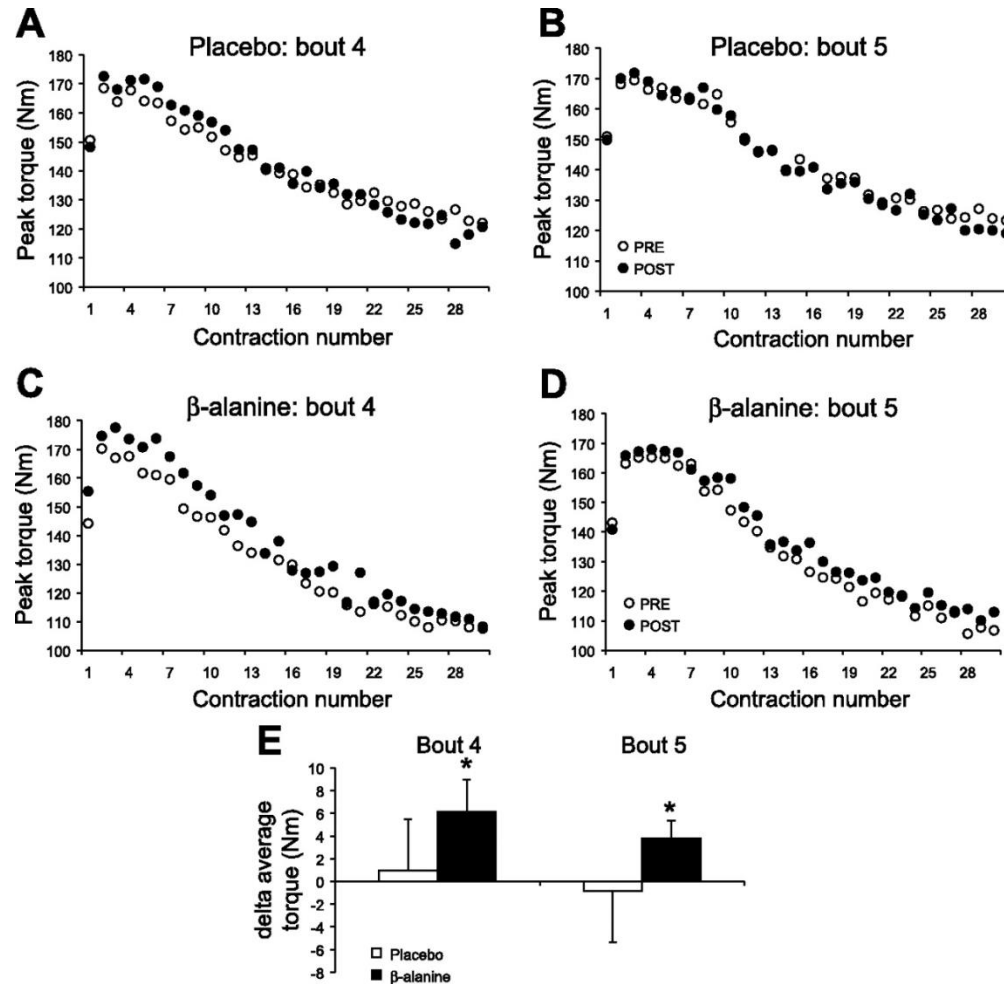 A
Placebo: bout 4
Peak torque (Nm)
180
170
160
150
140
130
120
110
100
1 4 7 10 13 16 19 22 25 28
Contraction number
B
Placebo: bout 5
Peak torque (Nm)
180
170
160
150
140
130
120
110
100
PRE
POST
1 4 7 10 13 16 19 22 25 28
Contraction number
C
β-alanine: bout 4
Peak torque (Nm)
180
170
160
150
140
130
120
110
100
1 4 7 10 13 16 19 22 25 28
Contraction number
D
β-alanine: bout 5
Peak torque (Nm)
180
170
160
150
140
130
120
110
100
PRE
POST
1 4 7 10 13 16 19 22 25 28
Contraction number
E
Bout 4 Bout 5
delta average
torque (Nm)
10
8
6
4
2
0
-2
-4
-6
-8
* *
Placebo
β-alanine